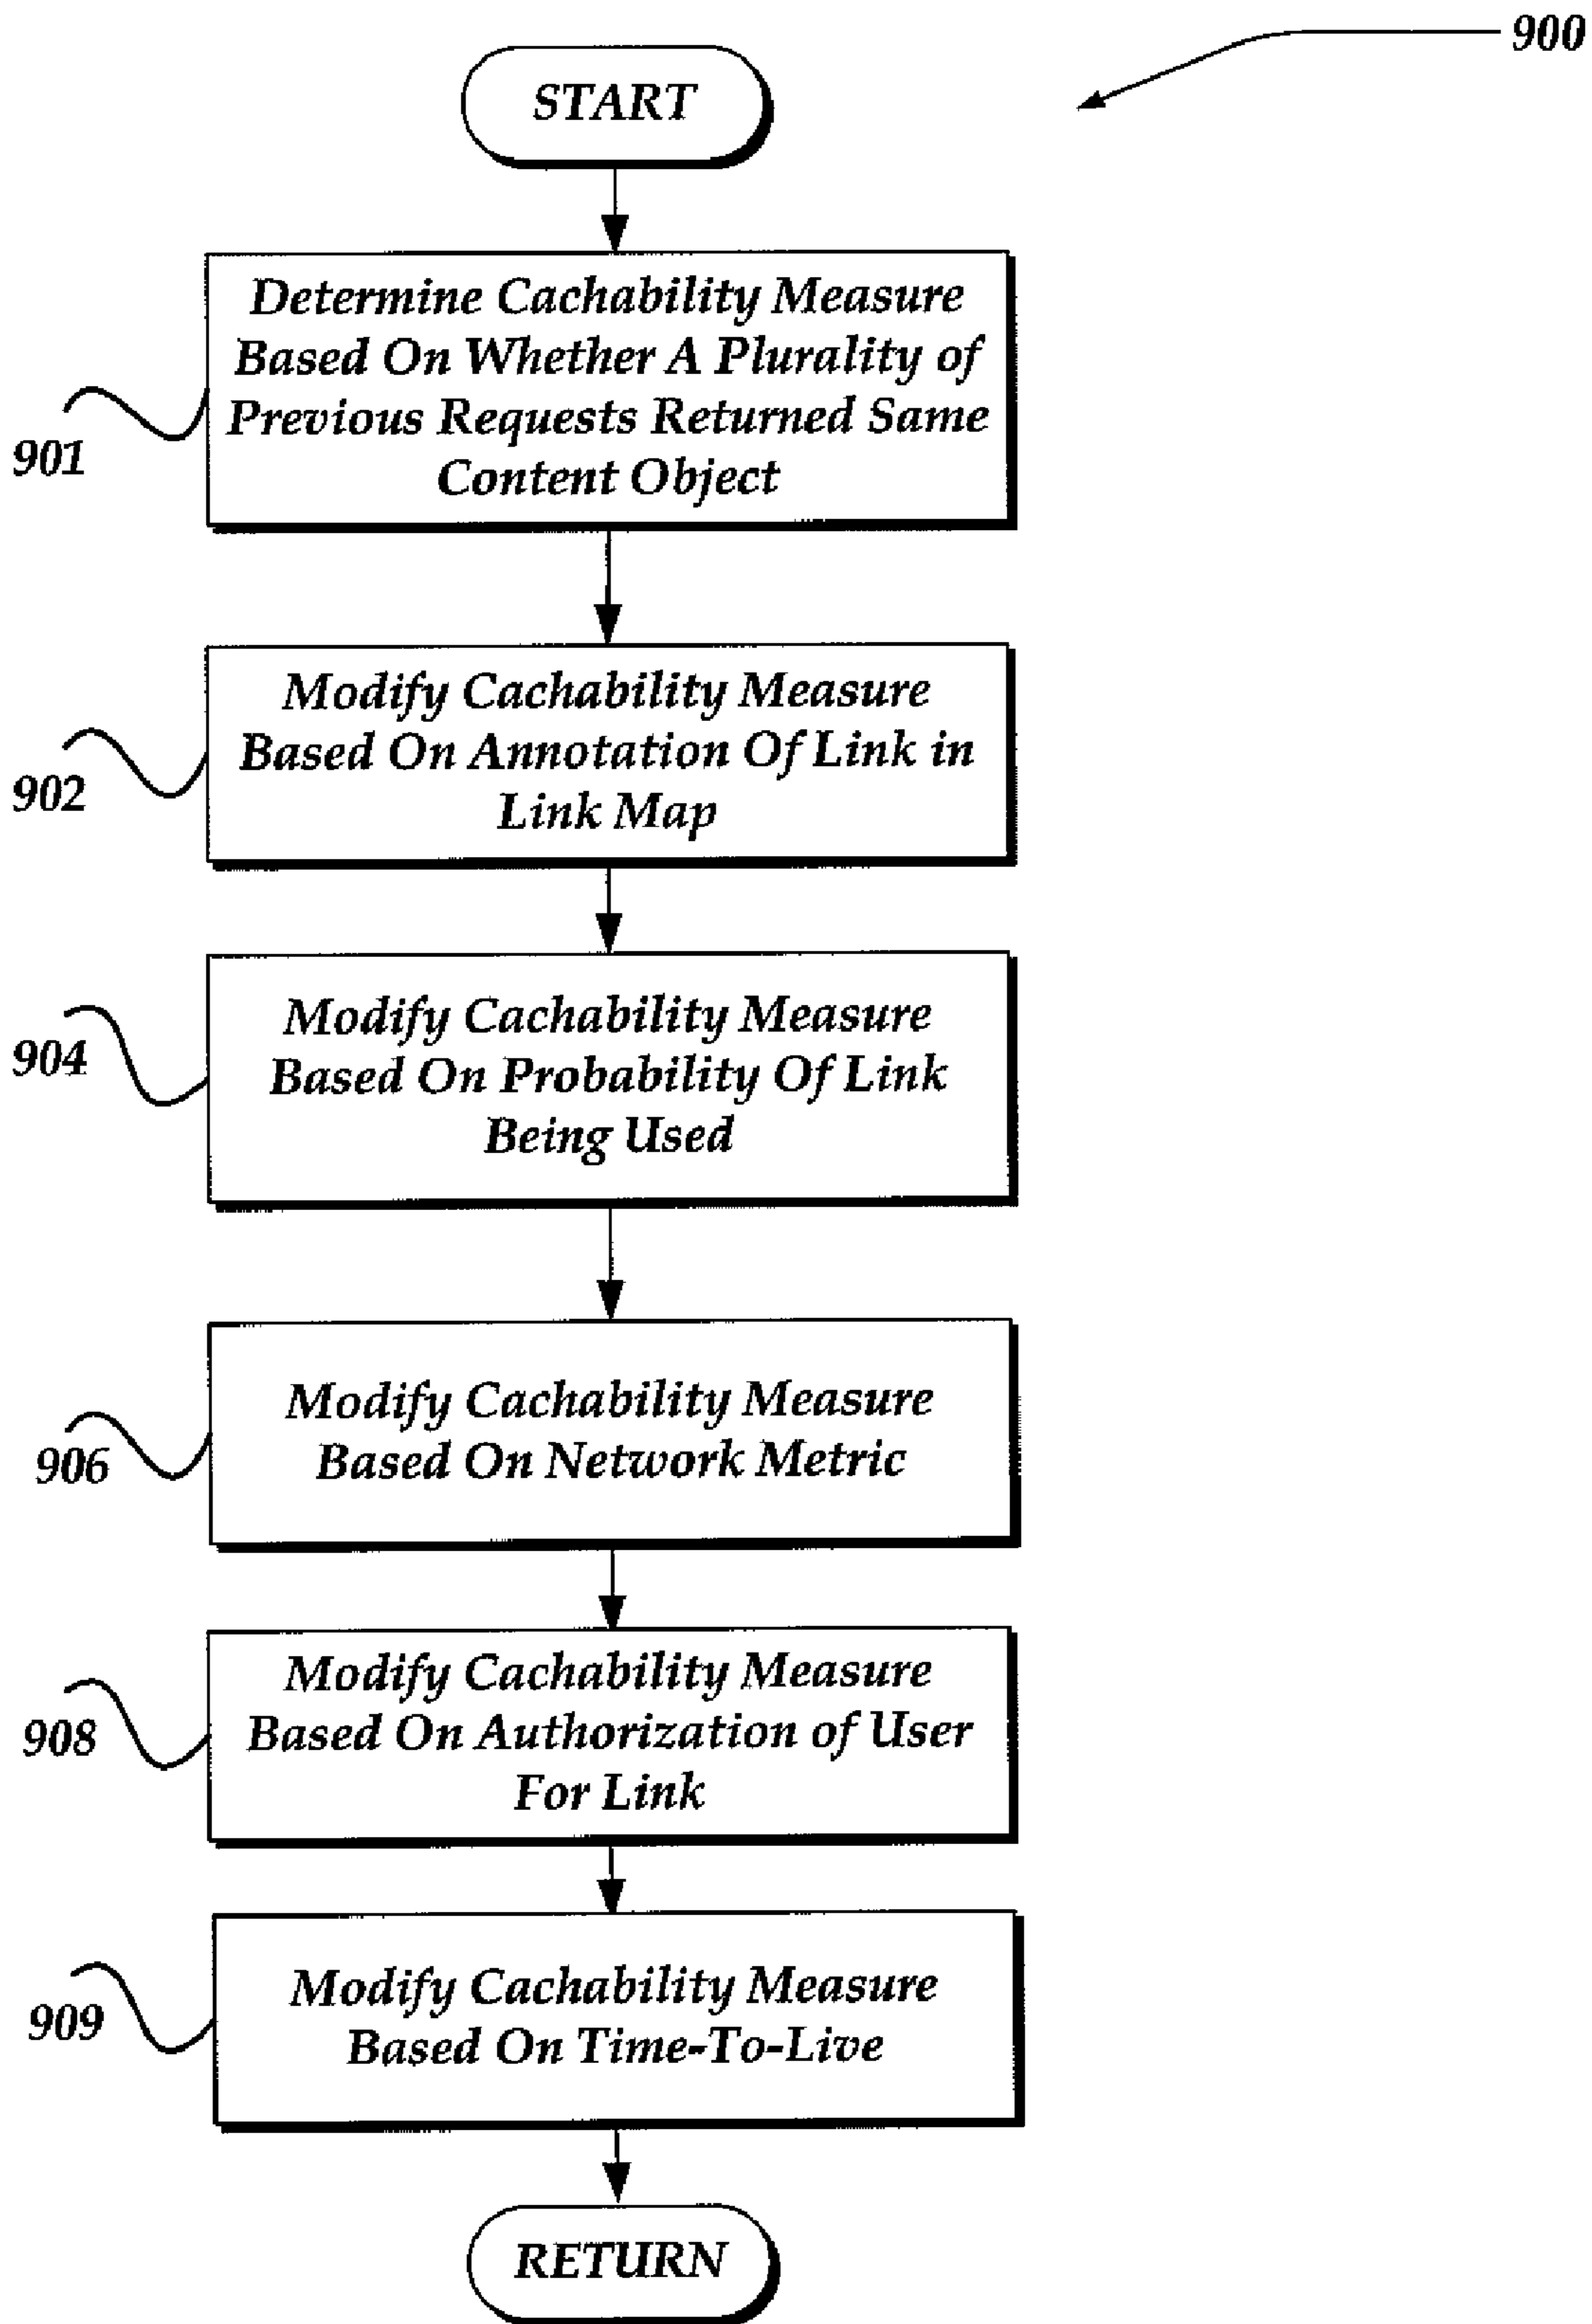 900
START
Determine Cachability Measure
Based On Whether A Plurality of
Previous Requests Returned Same
Content Object
901
Modify Cachability Measure
Based On Annotation Of Link in
Link Map
902
Modify Cachability Measure
Based On Probability Of Link
Being Used
904
Modify Cachability Measure
Based On Network Metric
906
Modify Cachability Measure
Based On Authorization of User
For Link
908
Modify Cachability Measure
Based On Time-To-Live
909
RETURN